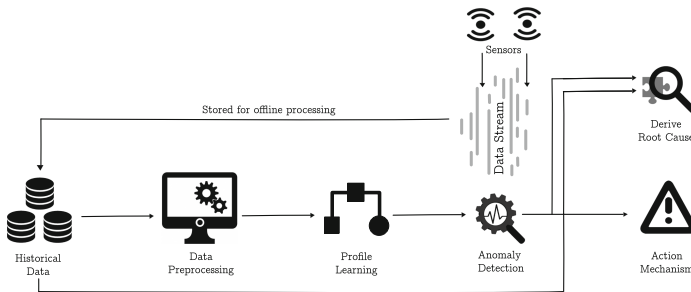 Sensors
Stored for offline processing
Data Stream
Derive
Root Cause
Historical
Data
Data
Preprocessing
Profile
Learning
Anomaly
Detection
Action
Mechanism